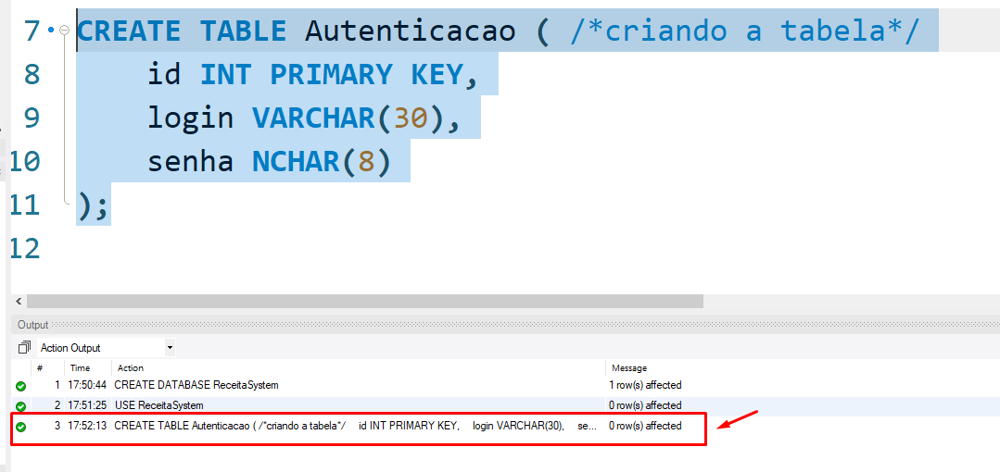 7 CREATE TABLE Autenticacao ( /*criando a tabela*/
8 id INT PRIMARY KEY,
9 login VARCHAR(30),
10 senha NCHAR(8)
11 );
12
Output
Action Output
# Time Action Message
1 17:50:44 CREATE DATABASE ReceitaSystem 1 row(s) affected
2 17:51:25 USE ReceitaSystem 0 row(s) affected
3 17:52:13 CREATE TABLE Autenticacao ( /*criando a tabela*/ id INT PRIMARY KEY, login VARCHAR(30), se... 0 row(s) affected